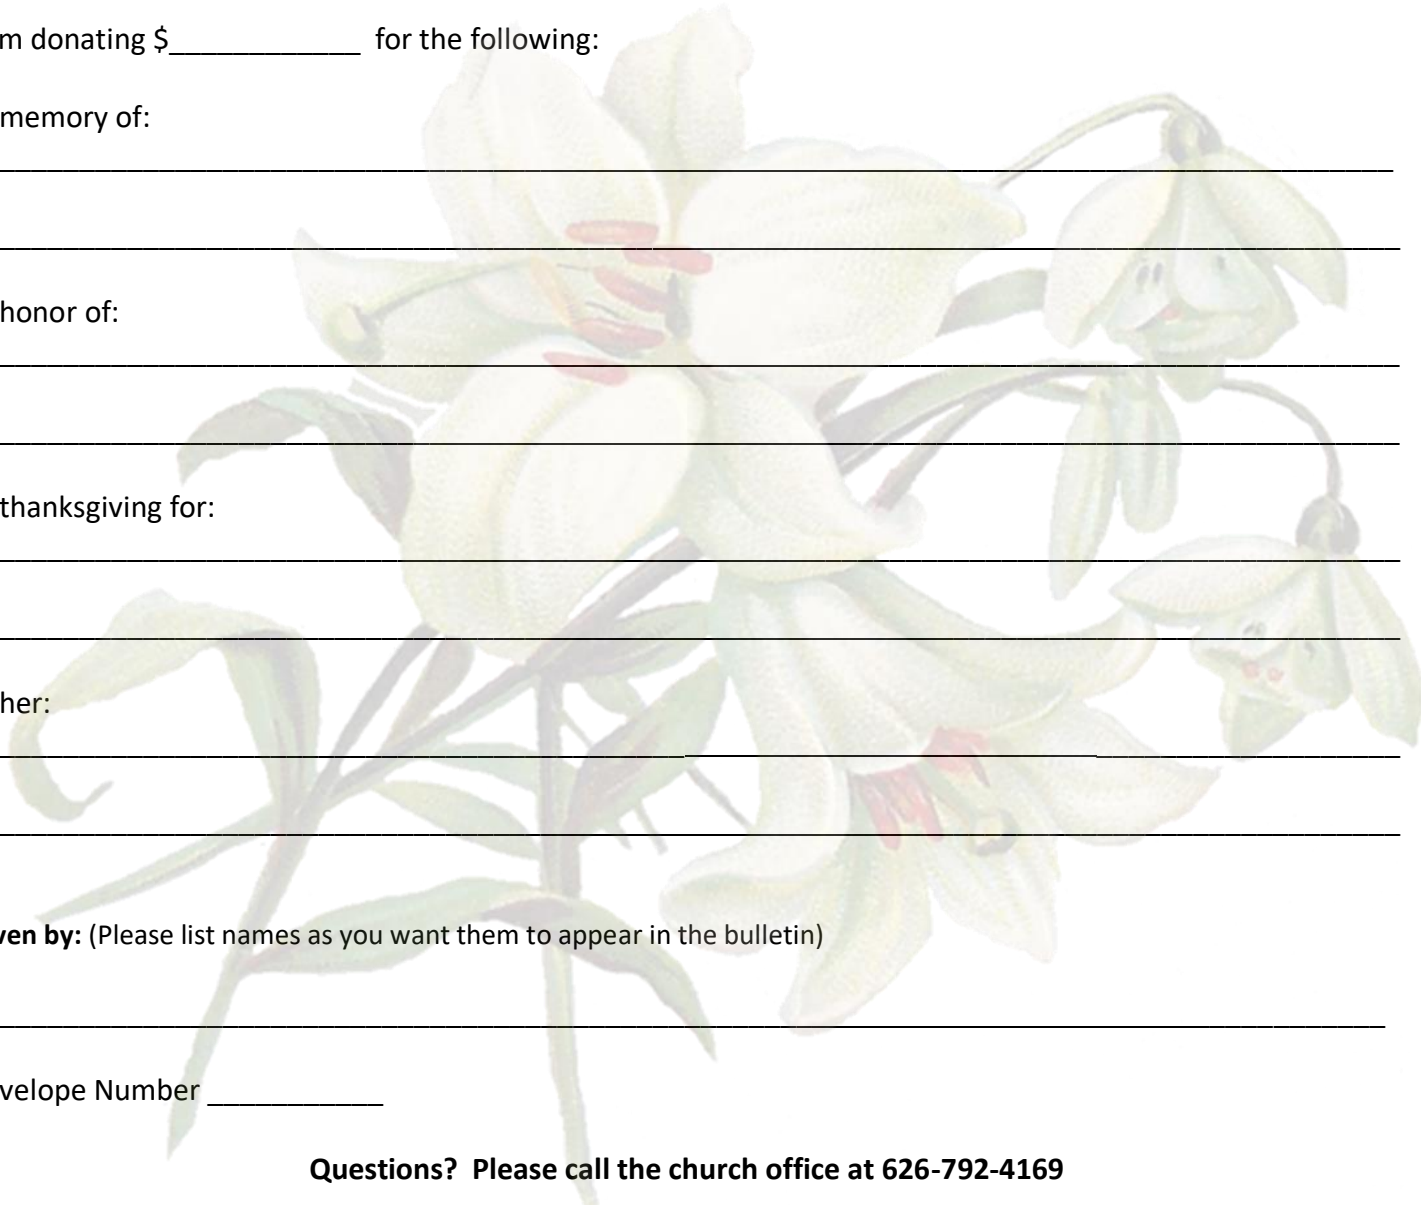 m donating $____________ for the following:
memory of:
honor of:
thanksgiving for:
her:
ven by: (Please list names as you want them to appear in the bulletin)
velope Number ___________
Questions? Please call the church office at 626-792-4169